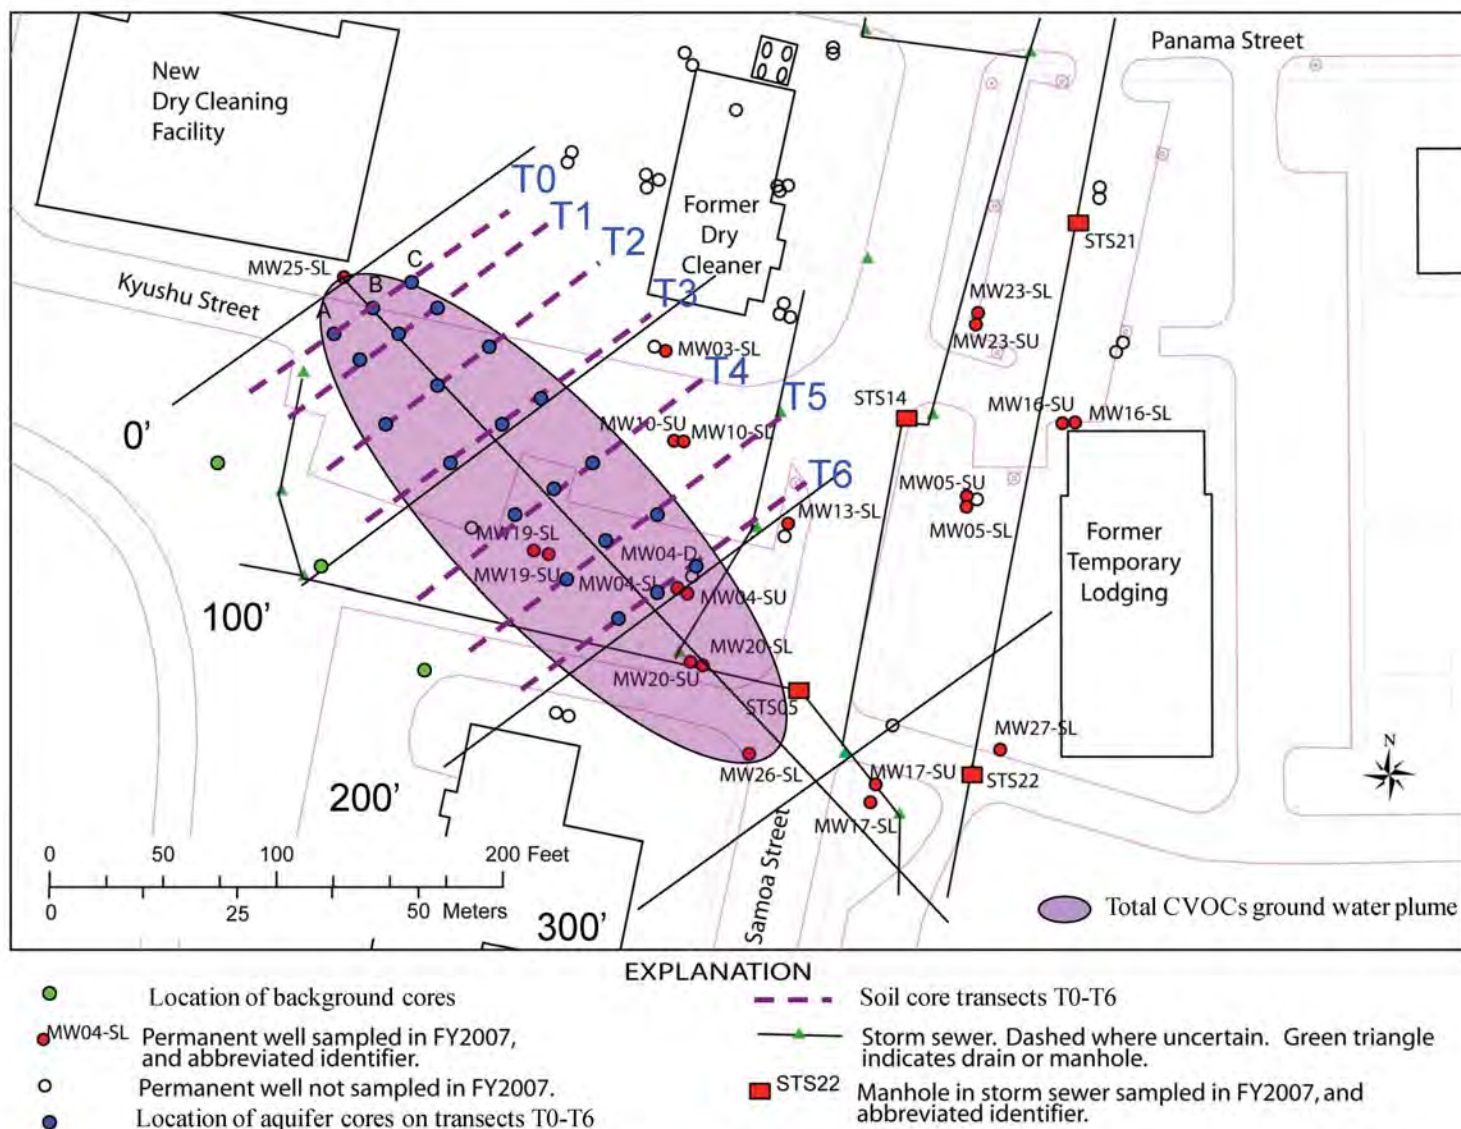 Panama Street
New
Dry Cleaning
Facility
T0
T1
T2
T3
T4
T5
T6
Former
Dry
Cleaner
STS21
MW25-SL
Kyushu Street
A
B
C
MW23-SL
MW23-SU
MW03-SL
STS14
MW16-SU
MW16-SL
MW10-SU
MW10-SL
0'
MW05-SU
MW05-SL
MW13-SL
Former
Temporary
Lodging
MW19-SL
MW19-SU
MW04-D
MW04-SL
MW04-SU
100'
MW20-SL
MW20-SU
STS05
MW27-SL
MW26-SL
MW17-SU
STS22
MW17-SL
200'
N
Samoa Street
0 50 100 200 Feet
0 25 50 Meters
300'
Total CVOCs ground water plume
EXPLANATION
Location of background cores
MW04-SL Permanent well sampled in FY2007,
and abbreviated identifier.
Permanent well not sampled in FY2007.
Location of aquifer cores on transects T0-T6
Soil core transects T0-T6
Storm sewer. Dashed where uncertain. Green triangle
indicates drain or manhole.
STS22 Manhole in storm sewer sampled in FY2007, and
abbreviated identifier.